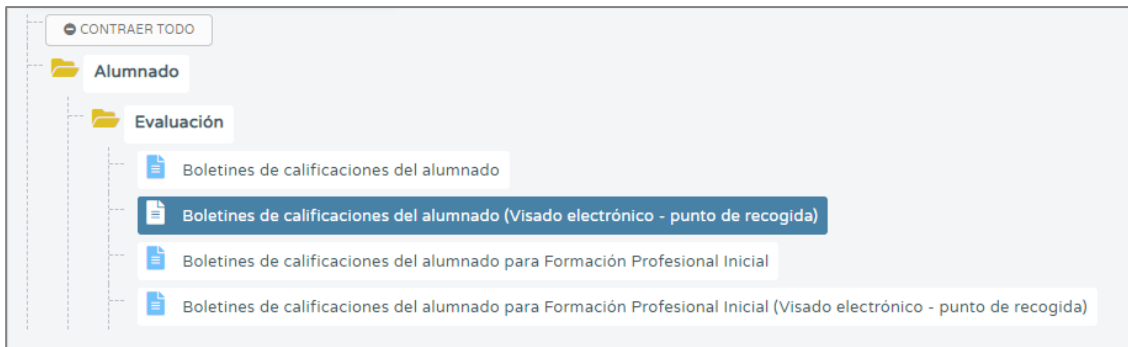 CONTRAER TODO
Alumnado
Evaluación
Boletines de calificaciones del alumnado
Boletines de calificaciones del alumnado (Visado electrónico - punto de recogida)
Boletines de calificaciones del alumnado para Formación Profesional Inicial
Boletines de calificaciones del alumnado para Formación Profesional Inicial (Visado electrónico - punto de recogida)